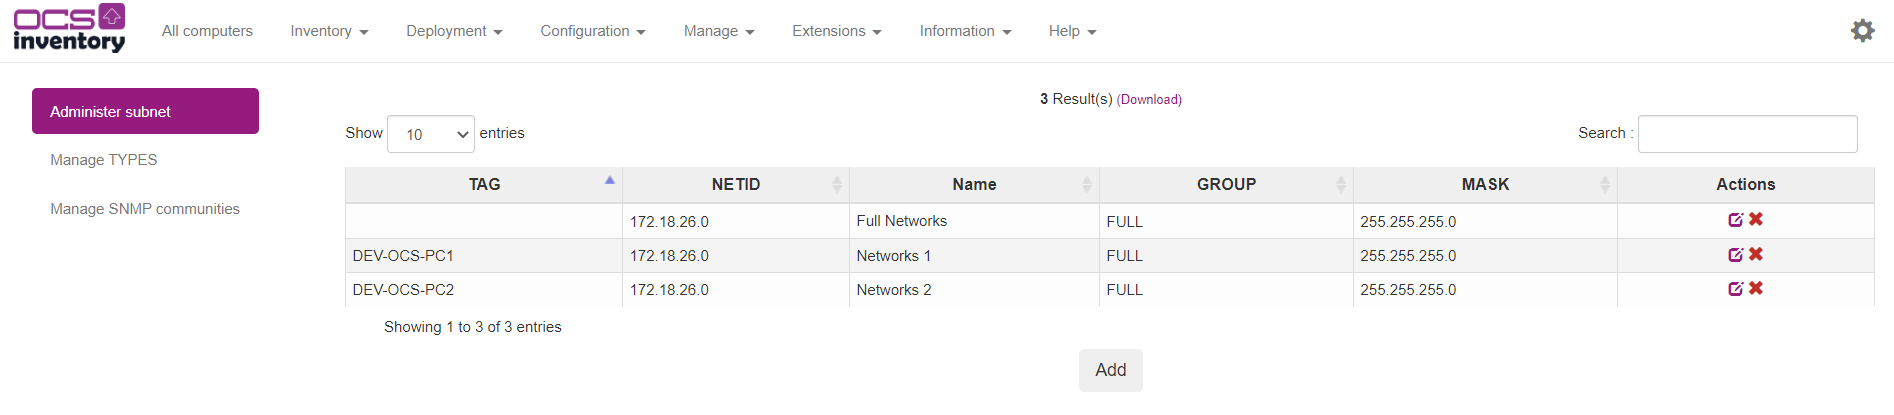 OCS
inventory
All computers Inventory Deployment Configuration Manage Extensions Information Help
Administer subnet
Manage TYPES
Manage SNMP communities
3 Result(s) (Download)
Show 10 entries
Search :
TAG NETID Name GROUP MASK Actions
172.18.26.0 Full Networks FULL 255.255.255.0
DEV-OCS-PC1 172.18.26.0 Networks 1 FULL 255.255.255.0
DEV-OCS-PC2 172.18.26.0 Networks 2 FULL 255.255.255.0
Showing 1 to 3 of 3 entries
Add